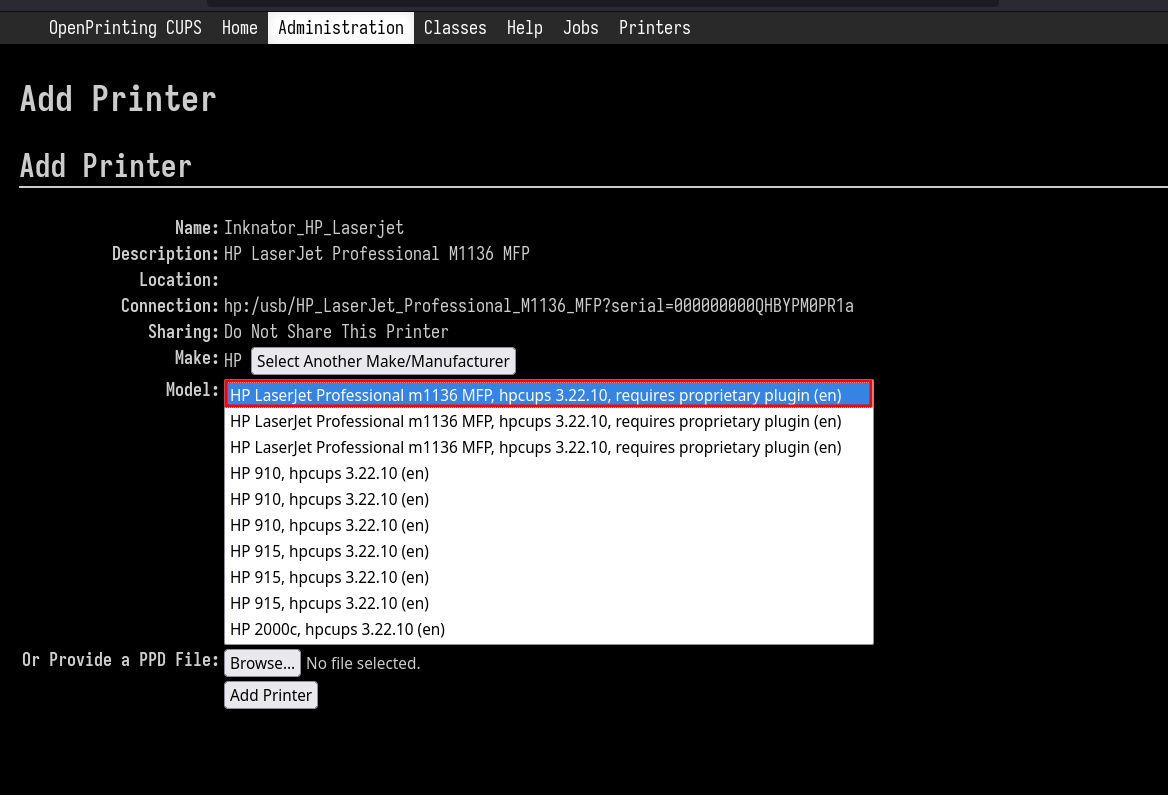 OpenPrinting CUPS Home Administration Classes Help Jobs Printers
Add Printer
Add Printer
Name: Inknator_HP_Laserjet
Description: HP LaserJet Professional M1136 MFP
Location:
Connection: hp:/usb/HP_LaserJet_Professional_M1136_MFP?serial=000000000QHBYPM0PR1a
Sharing: Do Not Share This Printer
Make: HP Select Another Make/Manufacturer
Model: HP LaserJet Professional m1136 MFP, hpcups 3.22.10, requires proprietary plugin (en)
HP LaserJet Professional m1136 MFP, hpcups 3.22.10, requires proprietary plugin (en)
HP LaserJet Professional m1136 MFP, hpcups 3.22.10, requires proprietary plugin (en)
HP 910, hpcups 3.22.10 (en)
HP 910, hpcups 3.22.10 (en)
HP 910, hpcups 3.22.10 (en)
HP 915, hpcups 3.22.10 (en)
HP 915, hpcups 3.22.10 (en)
HP 915, hpcups 3.22.10 (en)
HP 2000c, hpcups 3.22.10 (en)
Or Provide a PPD File: Browse... No file selected.
Add Printer